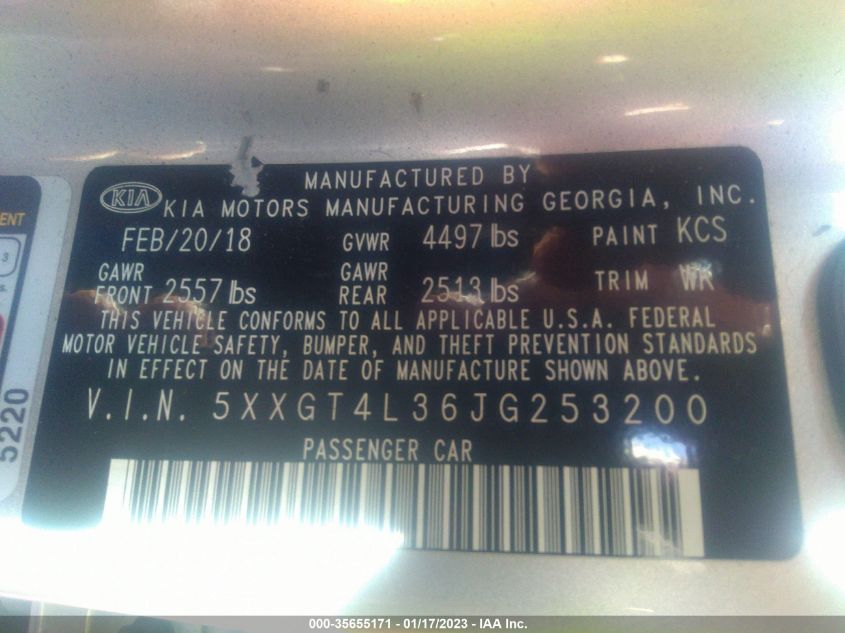 MANUFACTURED BY
KIA KIA MOTORS MANUFACTURING GEORGIA, INC.
FEB/20/18 GVWR 4497 lbs PAINT KCS
GAWR FRONT 2557 lbs GAWR REAR 2513 lbs TRIM WK
THIS VEHICLE CONFORMS TO ALL APPLICABLE U.S.A. FEDERAL
MOTOR VEHICLE SAFETY, BUMPER, AND THEFT PREVENTION STANDARDS
IN EFFECT ON THE DATE OF MANUFACTURE SHOWN ABOVE.
V.I.N. 5XXGT4L36JG253200
PASSENGER CAR
ENT
3
5220
000-35655171 - 01/17/2023 - IAA Inc.